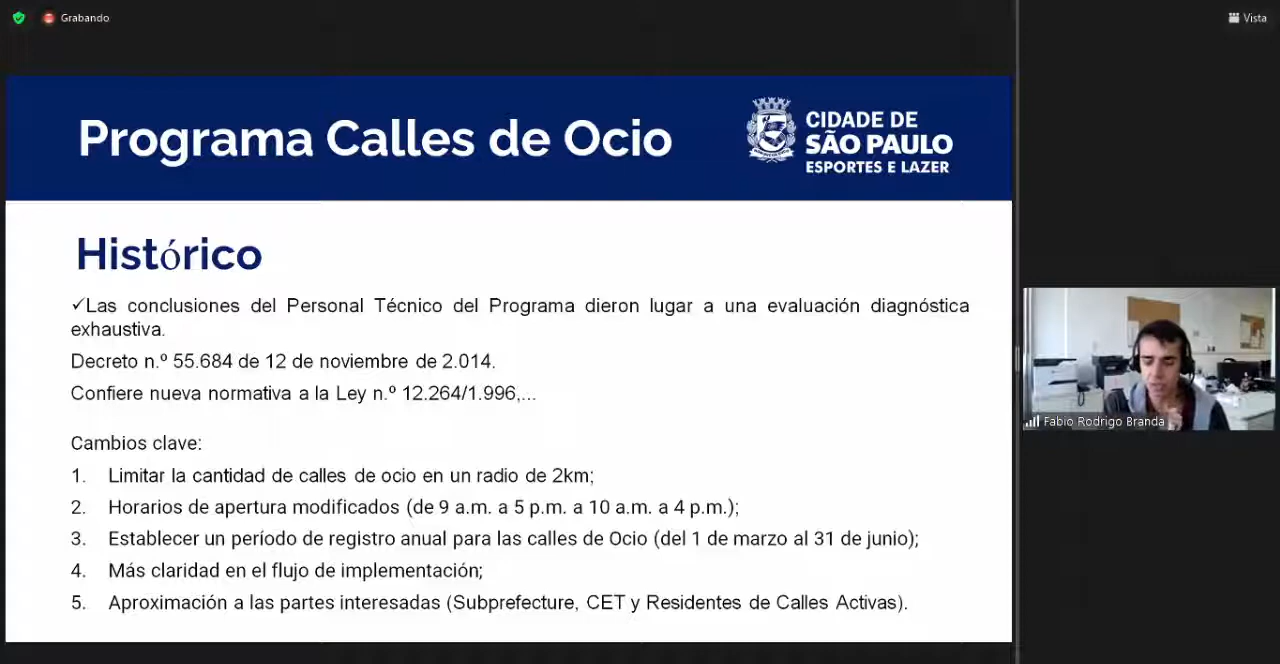 Grabando
Vista
Programa Calles de Ocio
CIDADE DE
SÃO PAULO
ESPORTES E LAZER
Histórico
✓Las conclusiones del Personal Técnico del Programa dieron lugar a una evaluación diagnóstica
exhaustiva.
Decreto n.º 55.684 de 12 de noviembre de 2.014.
Confiere nueva normativa a la Ley n.º 12.264/1.996,...
Cambios clave:
1. Limitar la cantidad de calles de ocio en un radio de 2km;
2. Horarios de apertura modificados (de 9 a.m. a 5 p.m. a 10 a.m. a 4 p.m.);
3. Establecer un período de registro anual para las calles de Ocio (del 1 de marzo al 31 de junio);
4. Más claridad en el flujo de implementación;
5. Aproximación a las partes interesadas (Subprefecture, CET y Residentes de Calles Activas).
Fabio Rodrigo Branda